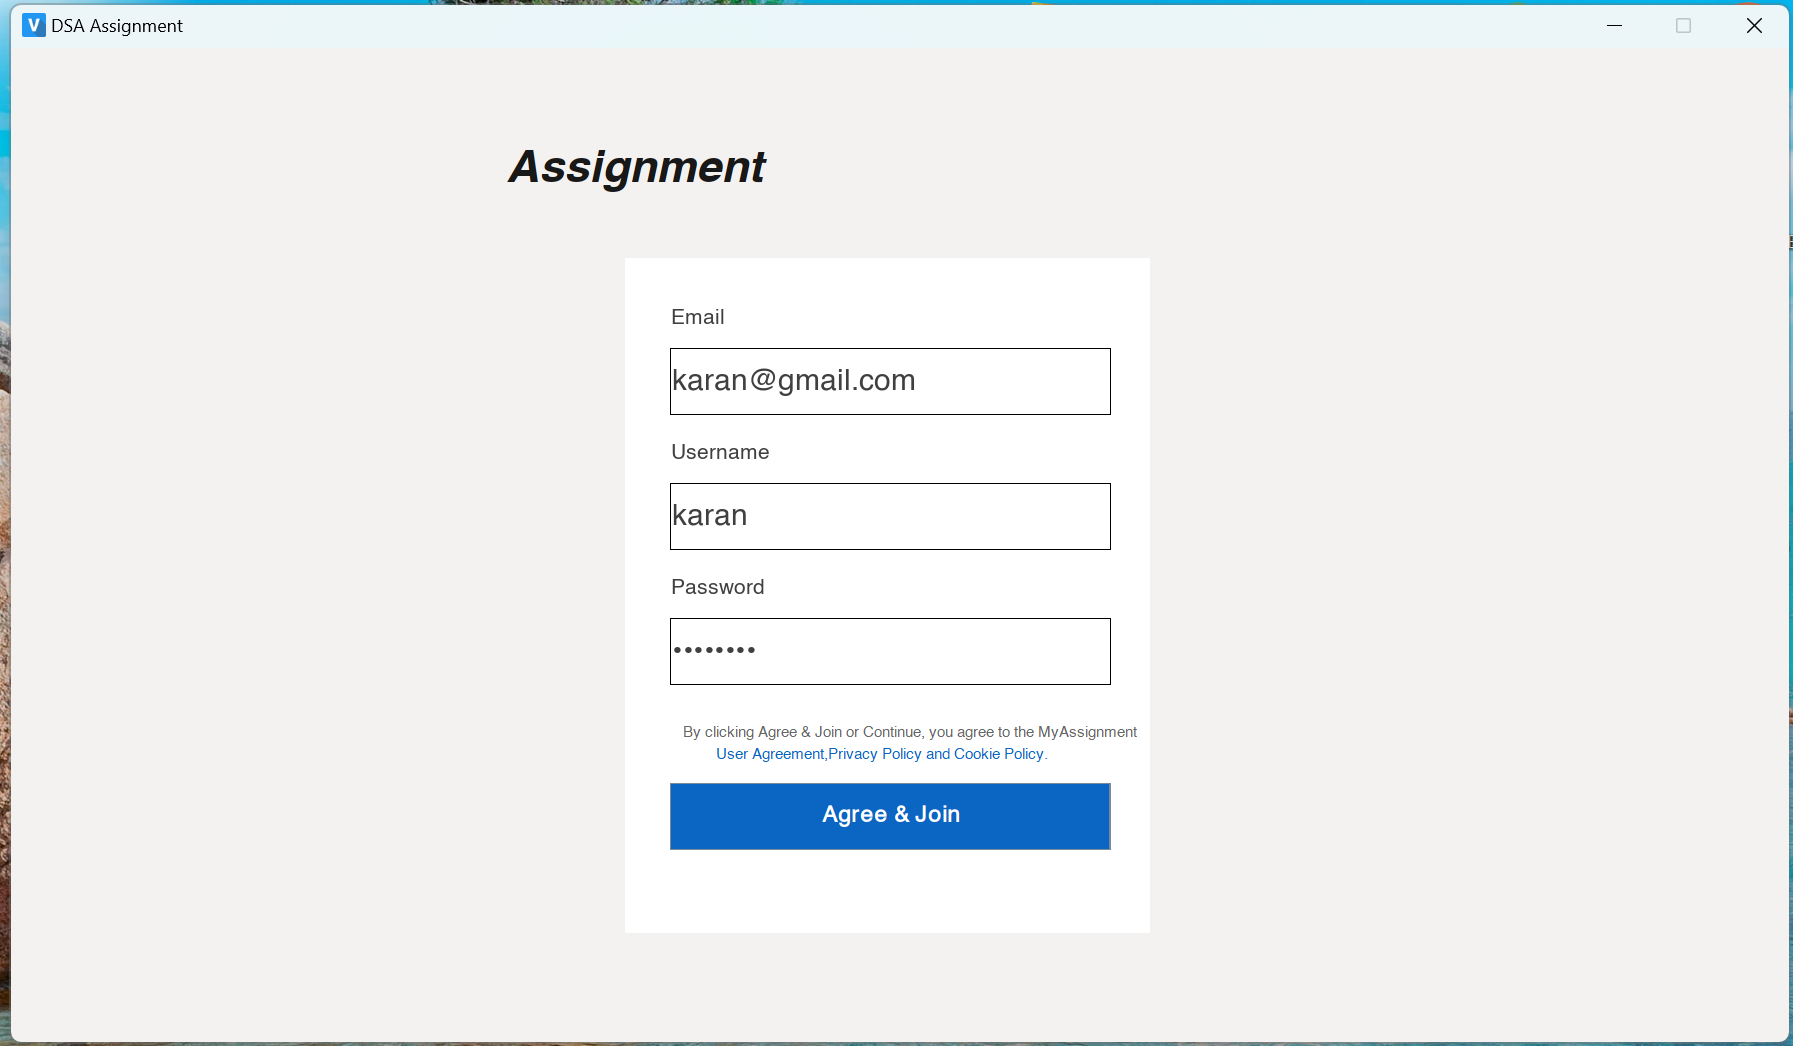 V DSA Assignment
Assignment
Email
karan@gmail.com
Username
karan
Password
••••••••
By clicking Agree & Join or Continue, you agree to the MyAssignment
User Agreement,Privacy Policy and Cookie Policy.
Agree & Join